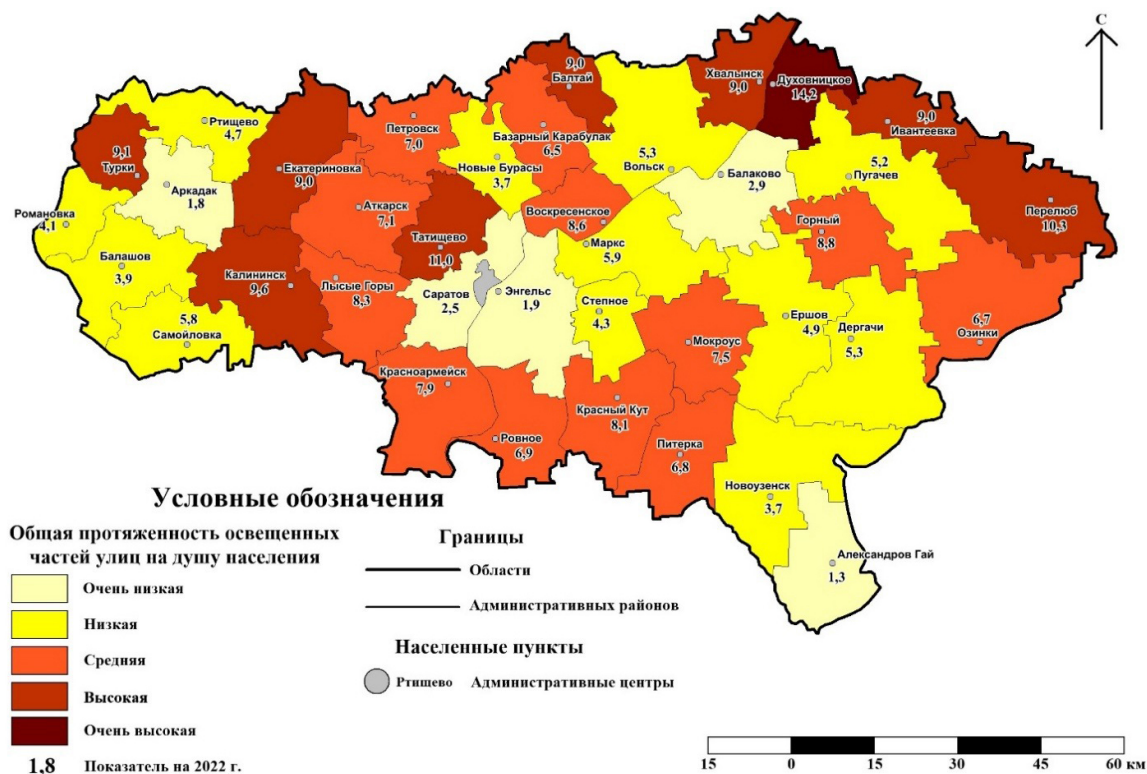 С
Ртищево
4,7
9,1
Турки
Аркадак
1,8
Романовка
4,1
Балашов
3,9
5,8
Самойловка
Екатериновка
9,0
Калининск
9,6
Петровск
7,0
Аткарск
7,1
Лысые Горы
8,3
Татищево
11,0
Новые Бурасы
3,7
Базарный Карабулак
6,5
9,0
Балтай
5,3
Вольск
Хвалынск
9,0
Духовницкое
14,2
9,0
Ивантеевка
Балаково
2,9
5,2
Пугачев
Перелюб
10,3
Воскресенское
8,6
Маркс
5,9
Горный
8,8
Саратов
2,5
Энгельс
1,9
Степное
4,3
Мокроус
7,5
Ершов
4,9
Дергачи
5,3
6,7
Озинки
Красноармейск
7,9
Ровное
6,9
Красный Кут
8,1
Питерка
6,8
Новоузенск
3,7
Александров Гай
1,3
Условные обозначения
Общая протяженность освещенных
частей улиц на душу населения
Очень низкая
Низкая
Средняя
Высокая
Очень высокая
1,8 Показатель на 2022 г.
Границы
Области
Административных районов
Населенные пункты
Ртищево Административные центры
15 0 15 30 45 60 км